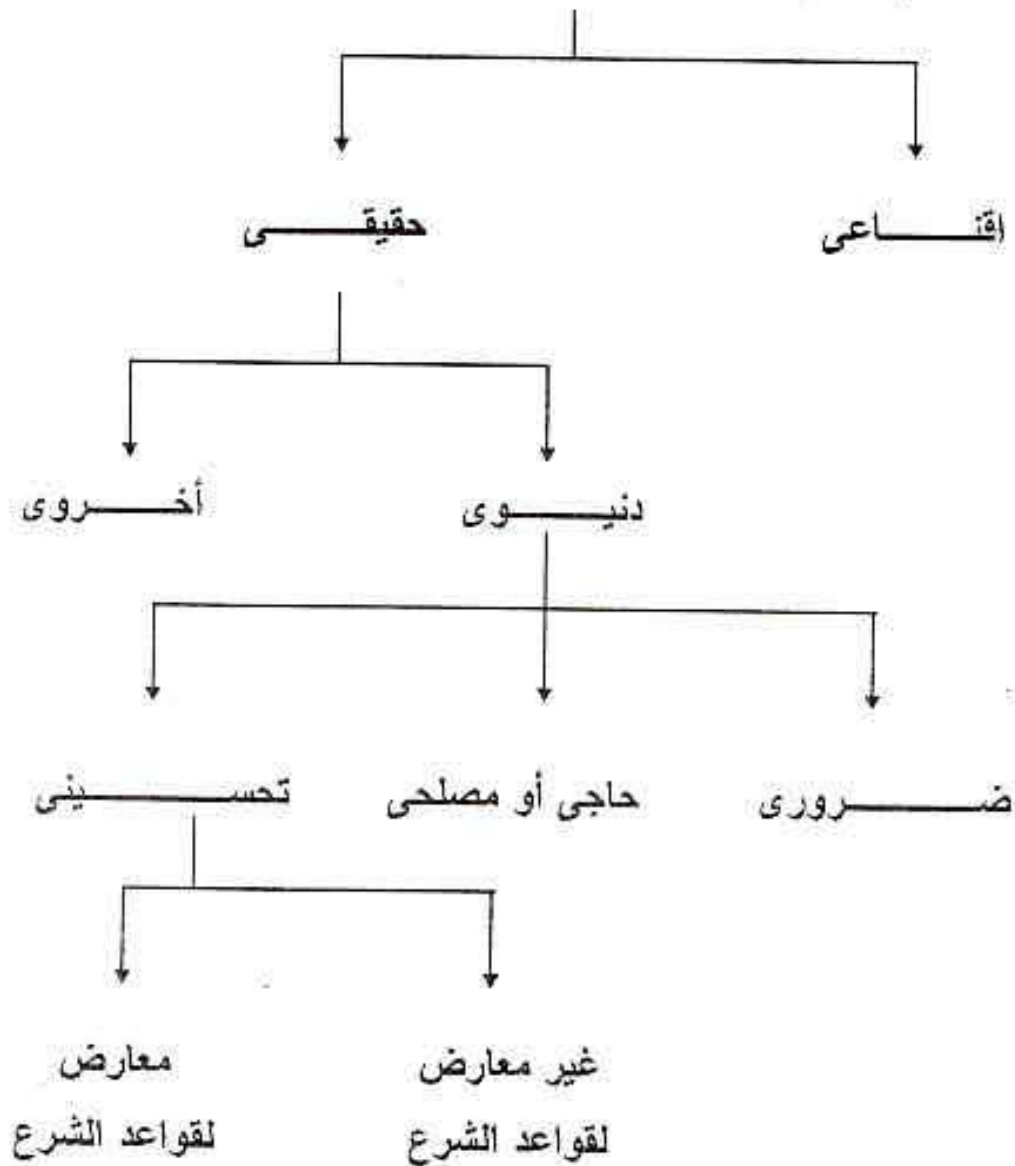 اقنـــــاعى
حقيقـــــى
دنيـــــوى
أخـــــروى
ضـــــرورى
حاجى أو مصلحى
تحســـــينى
غير معارض
لقواعد الشرع
معارض
لقواعد الشرع